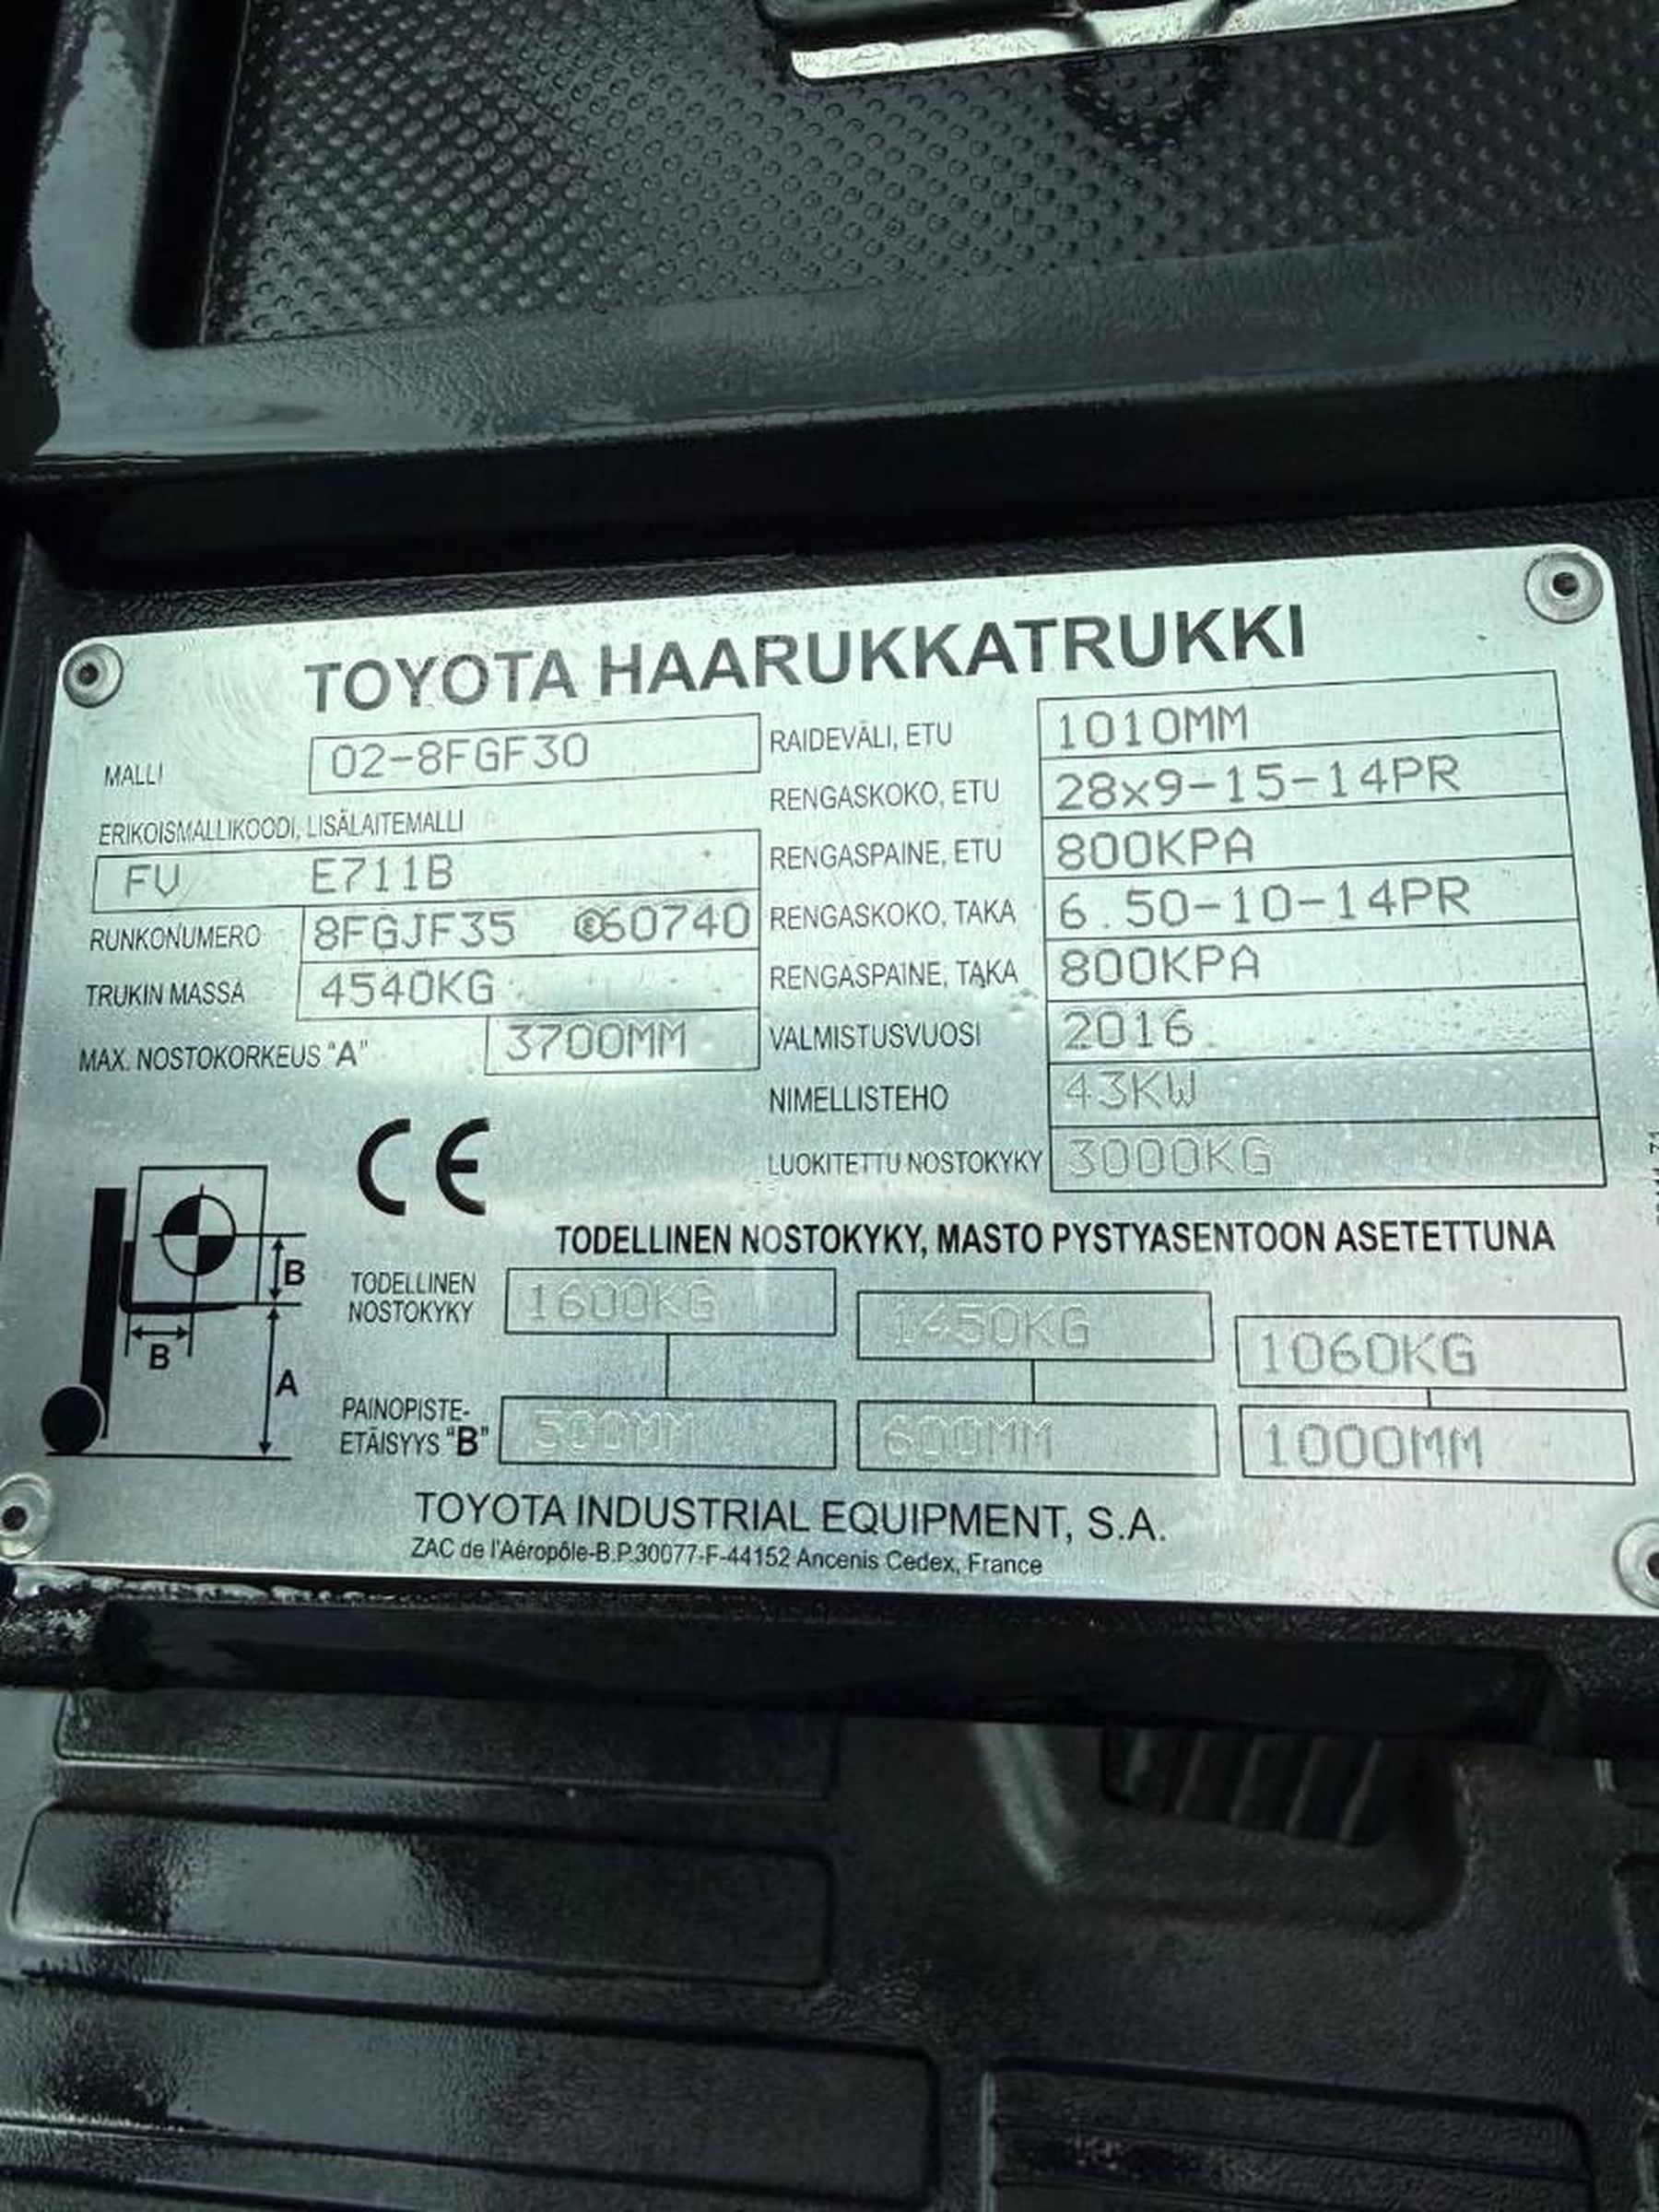 TOYOTA HAARUKKATRUKKI
MALLI 02-8FGF30
ERIKOISMALLIKOODI, LISÄLAITEMALLI
FV E711B
RUNKONUMERO 8FGJF35 60740
TRUKIN MASSA 4540KG
MAX. NOSTOKORKEUS "A" 3700MM
RAIDEVÄLI, ETU 1010MM
RENGASKOKO, ETU 28x9-15-14PR
RENGASPAINE, ETU 800KPA
RENGASKOKO, TAKA 6.50-10-14PR
RENGASPAINE, TAKA 800KPA
VALMISTUSVUOSI 2016
NIMELLISTEHO 43KW
LUOKITETTU NOSTOKYKY 3000KG
CE
B
B
A
TODELLINEN NOSTOKYKY, MASTO PYSTYASENTOON ASETETTUNA
TODELLINEN
NOSTOKYKY
1600KG 1450KG 1060KG
PAINOPISTE-
ETÄISYYS "B"
500MM 600MM 1000MM
TOYOTA INDUSTRIAL EQUIPMENT, S.A.
ZAC de l'Aéropôle-B.P.30077-F-44152 Ancenis Cedex, France